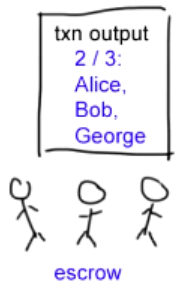 txn output
2 / 3:
Alice,
Bob,
George
escrow